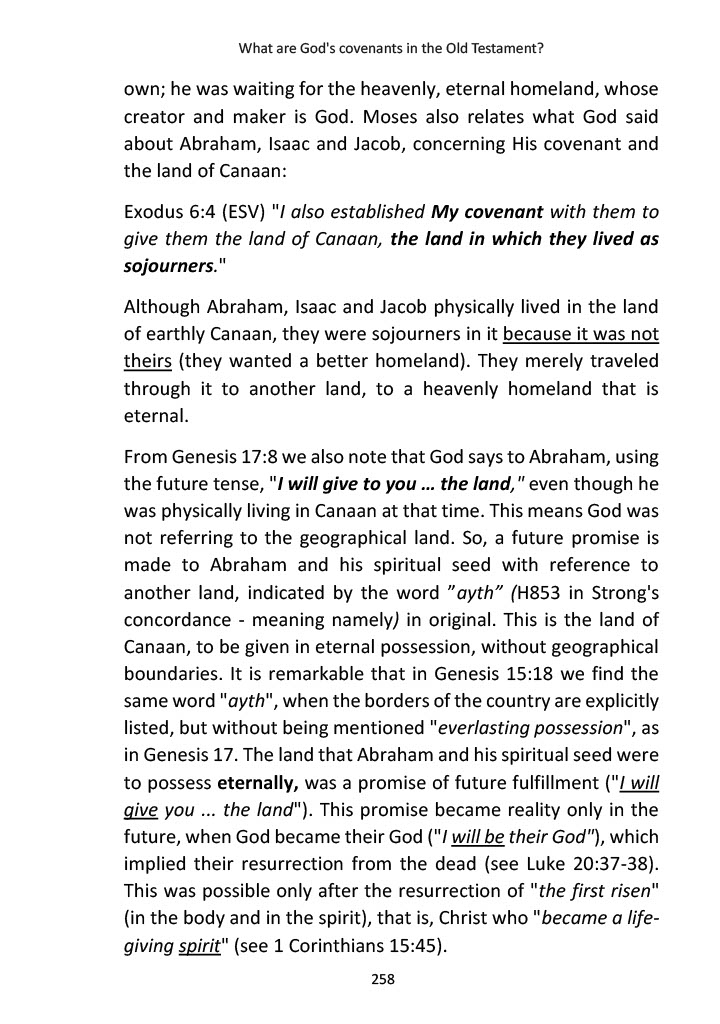 What are God's covenants in the Old Testament?
own; he was waiting for the heavenly, eternal homeland, whose
creator and maker is God. Moses also relates what God said
about Abraham, Isaac and Jacob, concerning His covenant and
the land of Canaan:
Exodus 6:4 (ESV) "I also established My covenant with them to
give them the land of Canaan, the land in which they lived as
sojourners."
Although Abraham, Isaac and Jacob physically lived in the land
of earthly Canaan, they were sojourners in it because it was not
theirs (they wanted a better homeland). They merely traveled
through it to another land, to a heavenly homeland that is
eternal.
From Genesis 17:8 we also note that God says to Abraham, using
the future tense, "I will give to you … the land," even though he
was physically living in Canaan at that time. This means God was
not referring to the geographical land. So, a future promise is
made to Abraham and his spiritual seed with reference to
another land, indicated by the word ”ayth” (H853 in Strong's
concordance - meaning namely) in original. This is the land of
Canaan, to be given in eternal possession, without geographical
boundaries. It is remarkable that in Genesis 15:18 we find the
same word "ayth", when the borders of the country are explicitly
listed, but without being mentioned "everlasting possession", as
in Genesis 17. The land that Abraham and his spiritual seed were
to possess eternally, was a promise of future fulfillment ("I will
give you ... the land"). This promise became reality only in the
future, when God became their God ("I will be their God"), which
implied their resurrection from the dead (see Luke 20:37-38).
This was possible only after the resurrection of "the first risen"
(in the body and in the spirit), that is, Christ who "became a life-
giving spirit" (see 1 Corinthians 15:45).
258